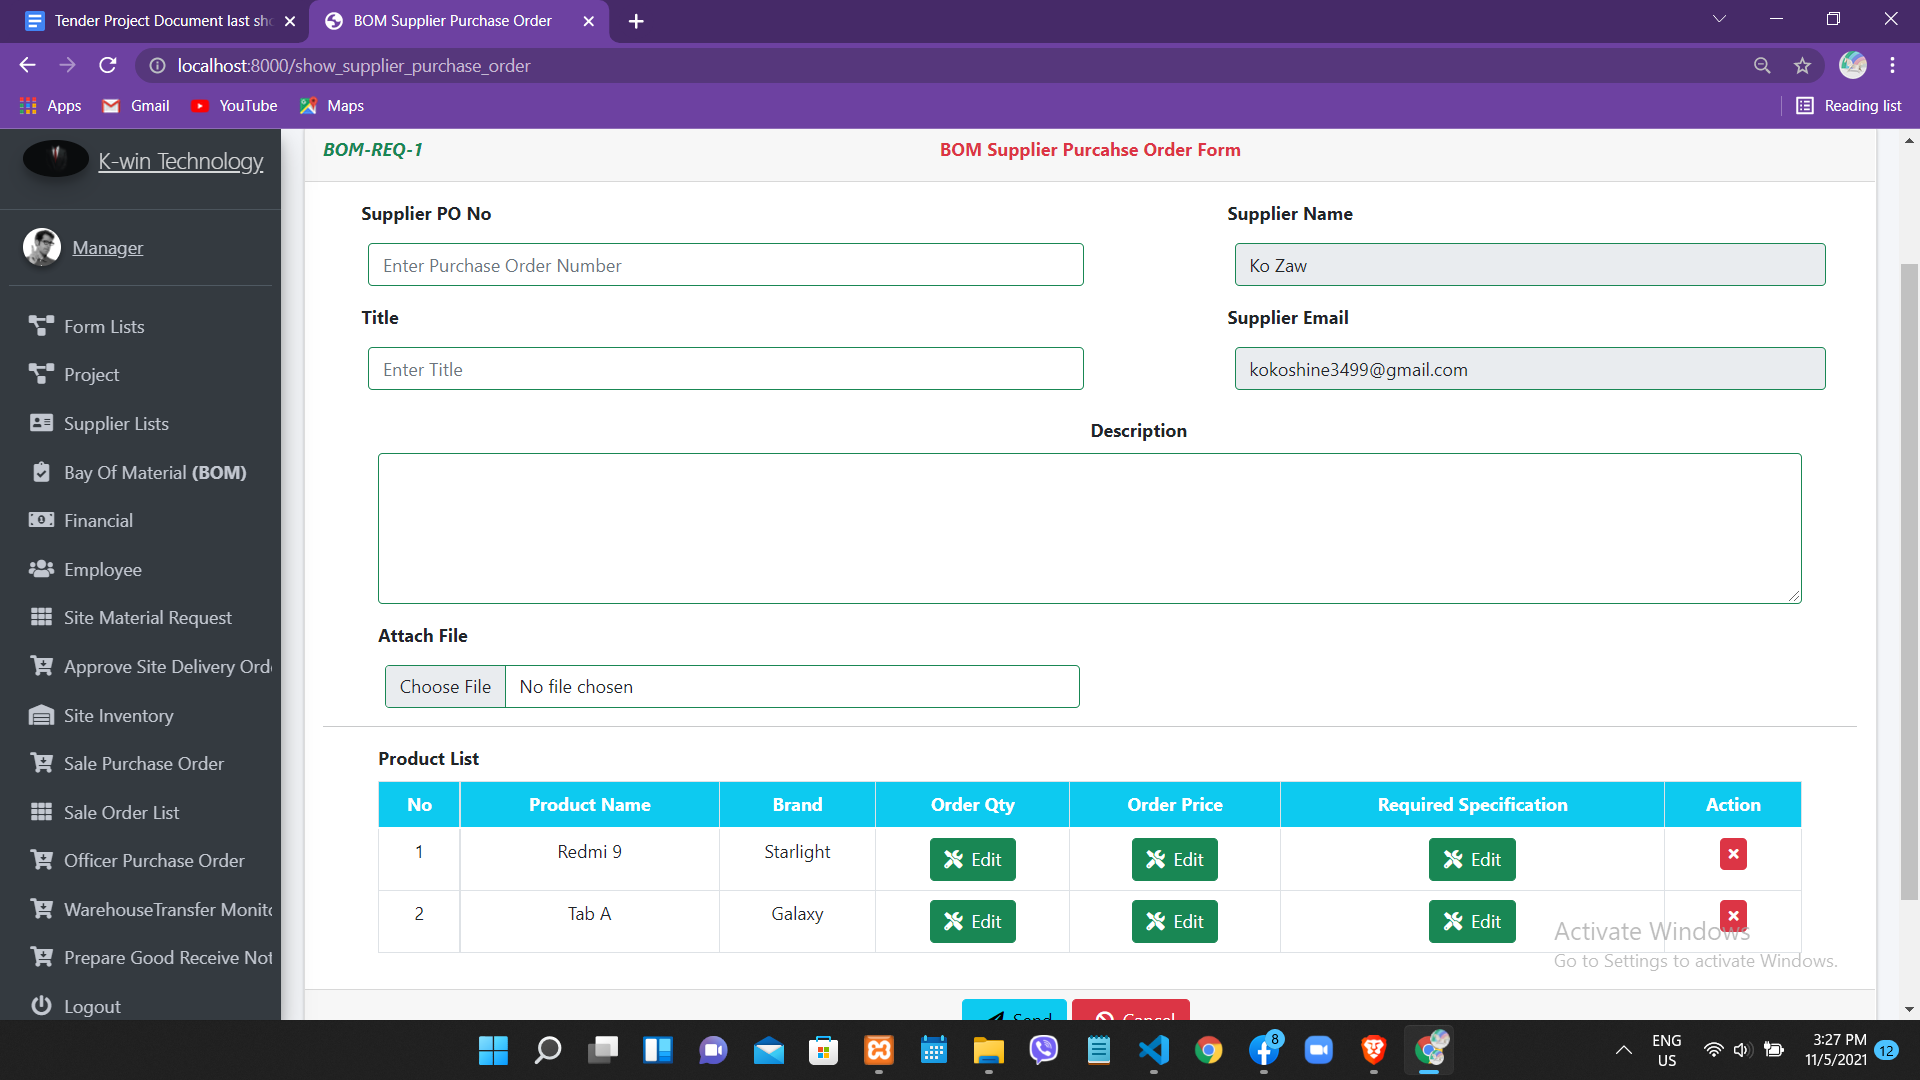 Tender Project Document last sho
BOM Supplier Purchase Order
localhost:8000/show_supplier_purchase_order
Apps
Gmail
YouTube
Maps
Reading list
K-win Technology
Manager
Form Lists
Project
Supplier Lists
Bay Of Material (BOM)
Financial
Employee
Site Material Request
Approve Site Delivery Orde
Site Inventory
Sale Purchase Order
Sale Order List
Officer Purchase Order
WarehouseTransfer Monito
Prepare Good Receive Not
Logout
BOM-REQ-1
BOM Supplier Purcahse Order Form
Supplier PO No
Supplier Name
Enter Purchase Order Number
Ko Zaw
Title
Supplier Email
Enter Title
kokoshine3499@gmail.com
Description
Attach File
Choose File
No file chosen
Product List
No Product Name Brand Order Qty Order Price Required Specification Action
1 Redmi 9 Starlight Edit Edit Edit
2 Tab A Galaxy Edit Edit Edit
Activate Windows
Go to Settings to activate Windows.
Send
Cancel
8
ENG
US
3:27 PM
11/5/2021
12